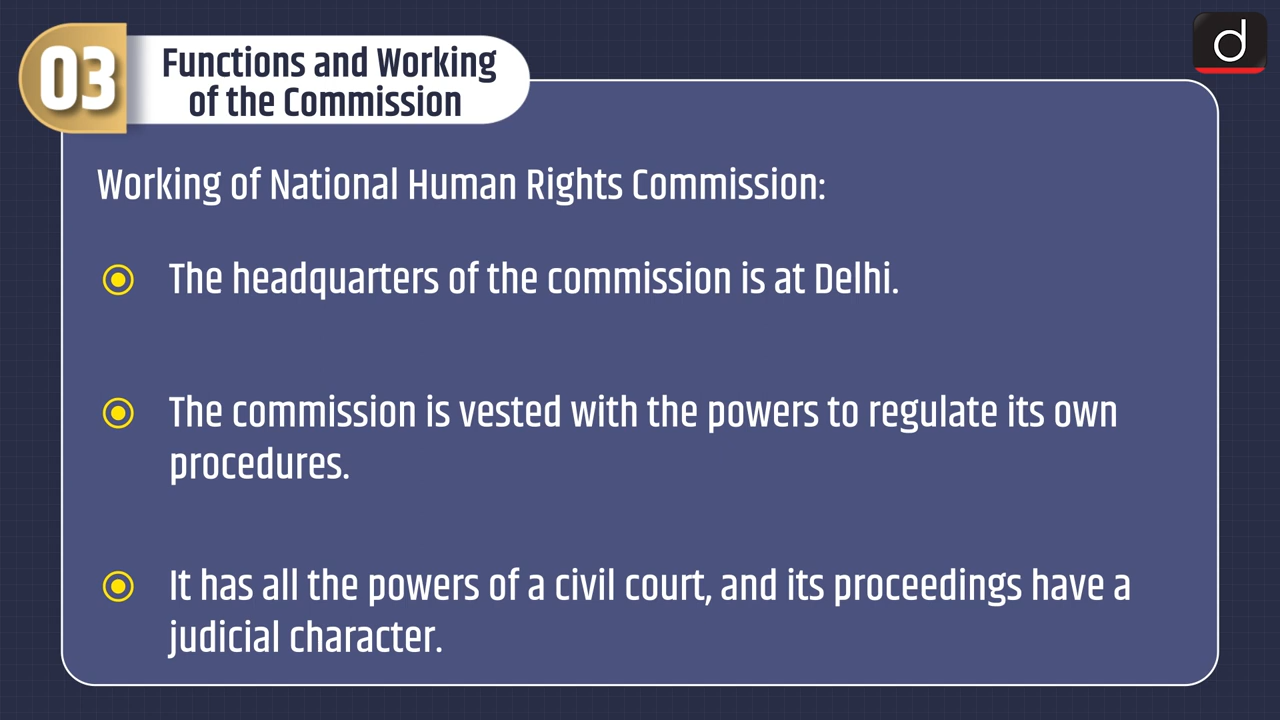 03
Functions and Working
of the Commission
d
Working of National Human Rights Commission:
The headquarters of the commission is at Delhi.
The commission is vested with the powers to regulate its own
procedures.
It has all the powers of a civil court, and its proceedings have a
judicial character.